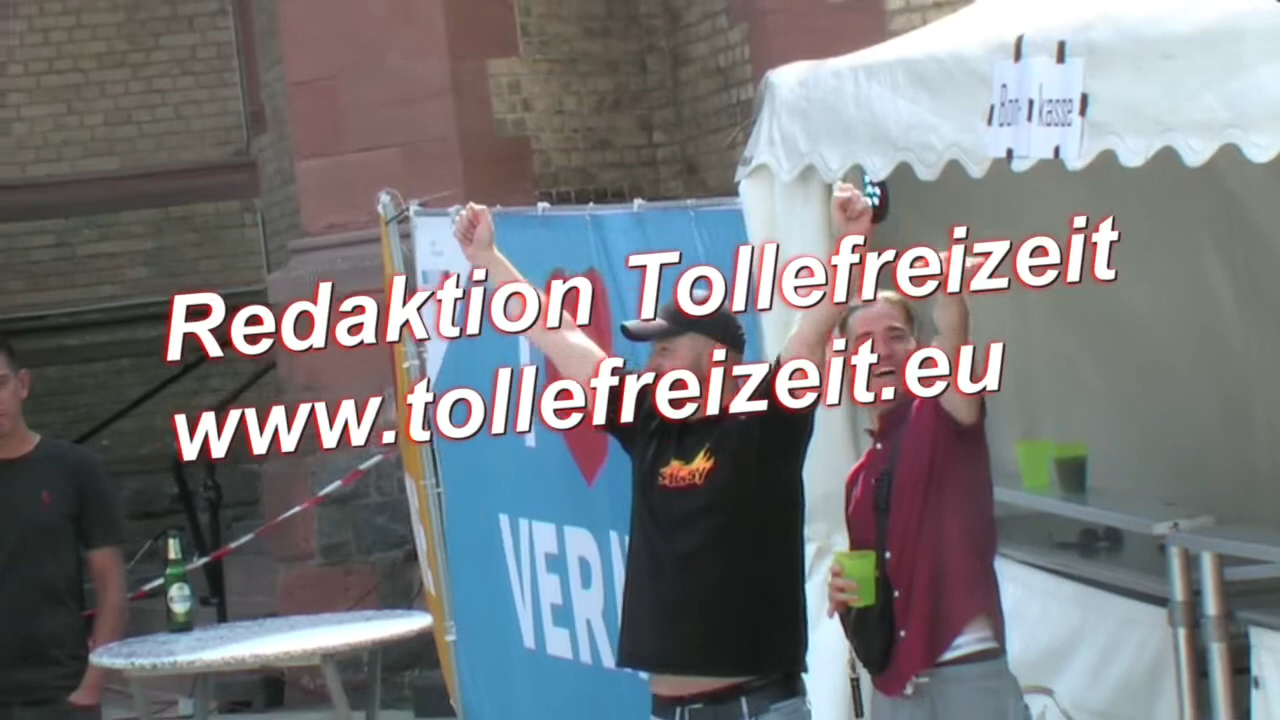 Bon- kasse
Redaktion Tollefreizeit
www.tollefreizeit.eu
I
VER